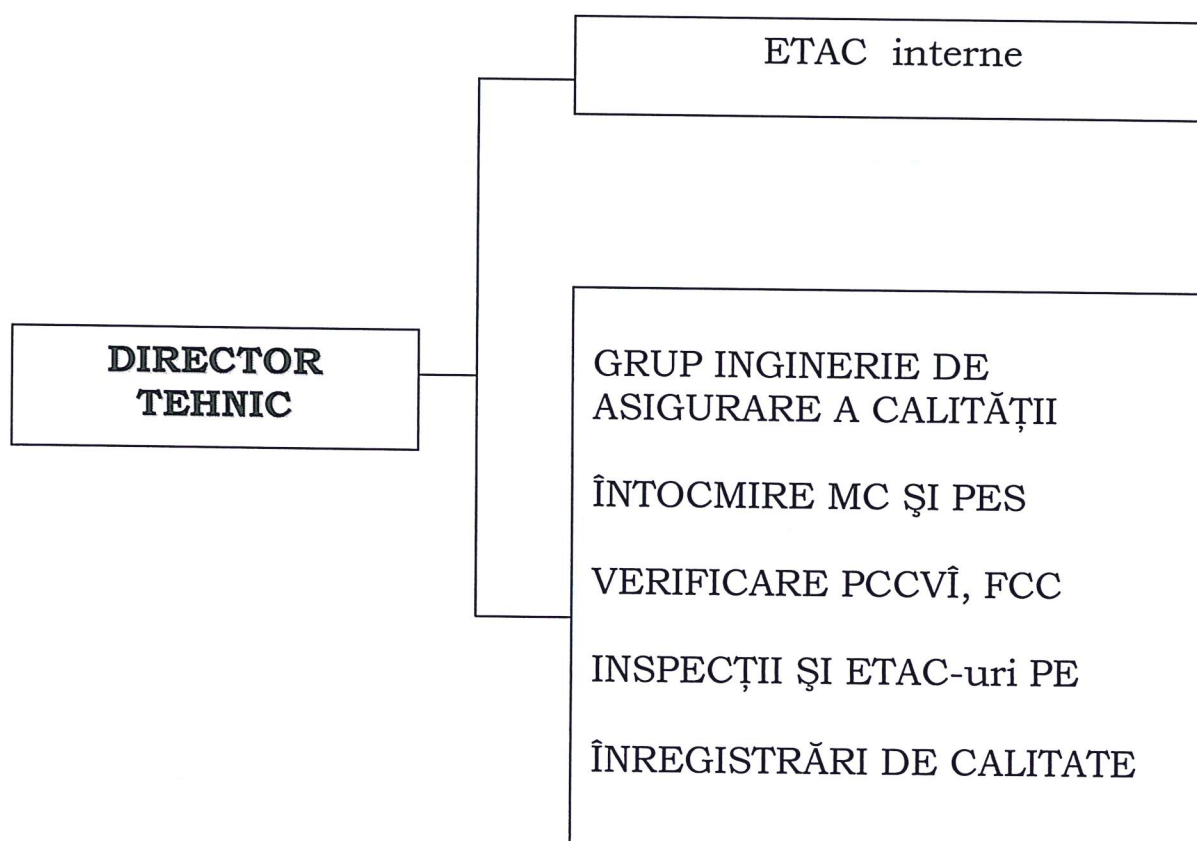 ETAC interne
DIRECTOR
TEHNIC
GRUP INGINERIE DE
ASIGURARE A CALITĂȚII
ÎNTOCMIRE MC ŞI PES
VERIFICARE PCCVÎ, FCC
INSPECȚII ŞI ETAC-uri PE
ÎNREGISTRĂRI DE CALITATE